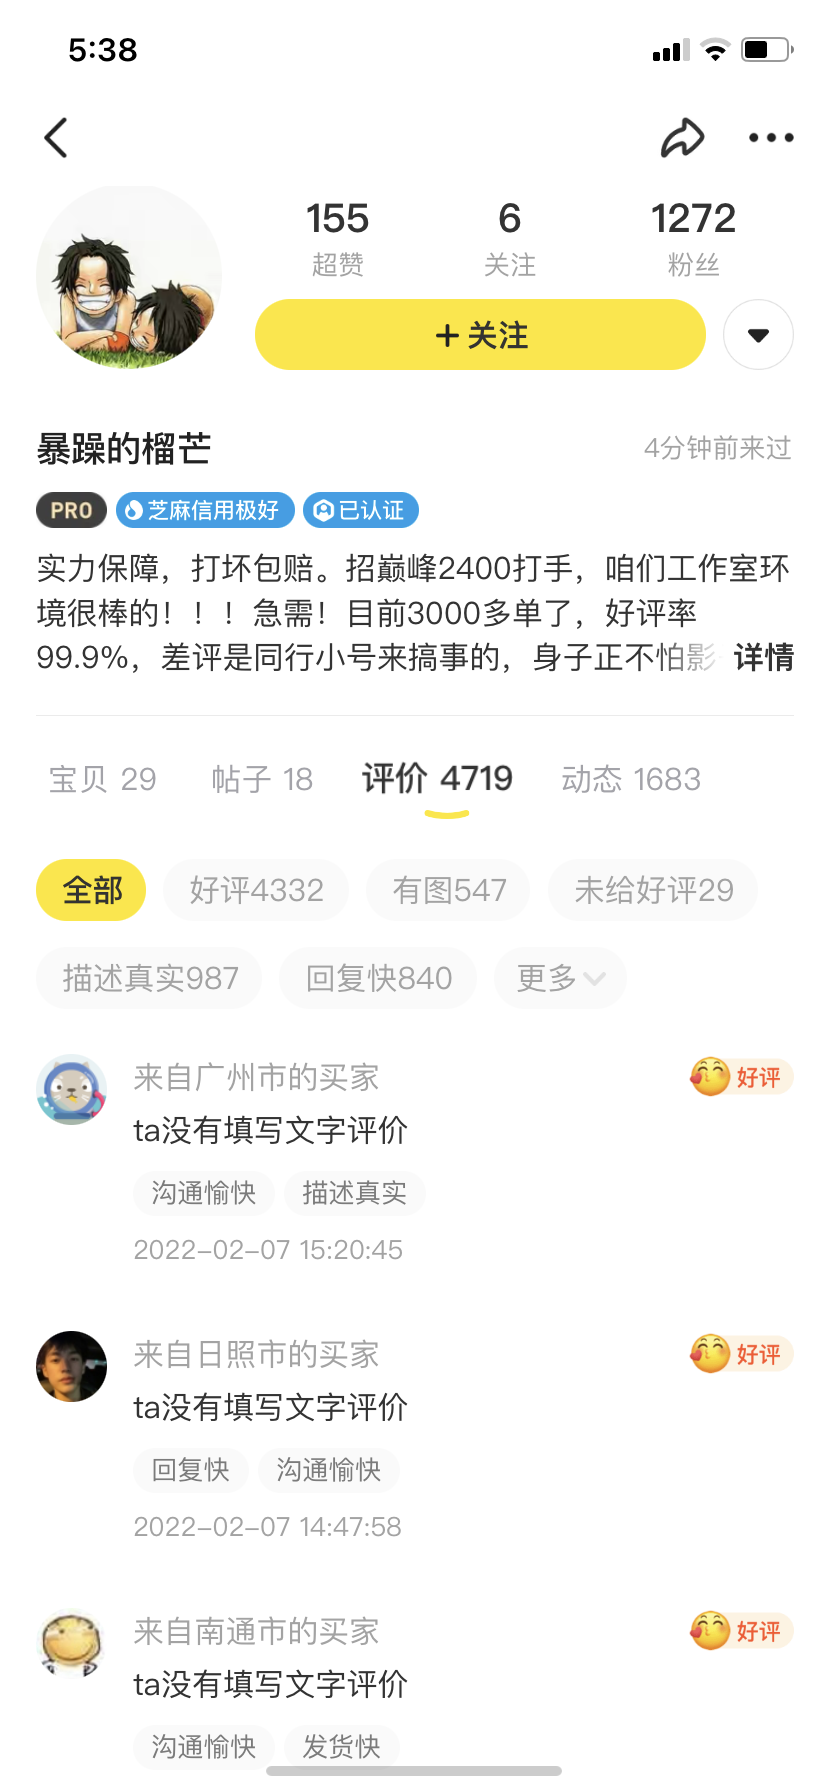 5:38
155
6
1272
超赞
关注
粉丝
+ 关注
暴躁的榴芒
4分钟前来过
PRO 芝麻信用极好 已认证
实力保障，打坏包赔。招巅峰2400打手，咱们工作室环
境很棒的！！！急需！目前3000多单了，好评率
99.9%，差评是同行小号来搞事的，身子正不怕影 详情
宝贝 29 帖子 18 评价 4719 动态 1683
全部 好评4332 有图547 未给好评29
描述真实987 回复快840 更多
来自广州市的买家 好评
ta没有填写文字评价
沟通愉快 描述真实
2022-02-07 15:20:45
来自日照市的买家 好评
ta没有填写文字评价
回复快 沟通愉快
2022-02-07 14:47:58
来自南通市的买家 好评
ta没有填写文字评价
沟通愉快 发货快